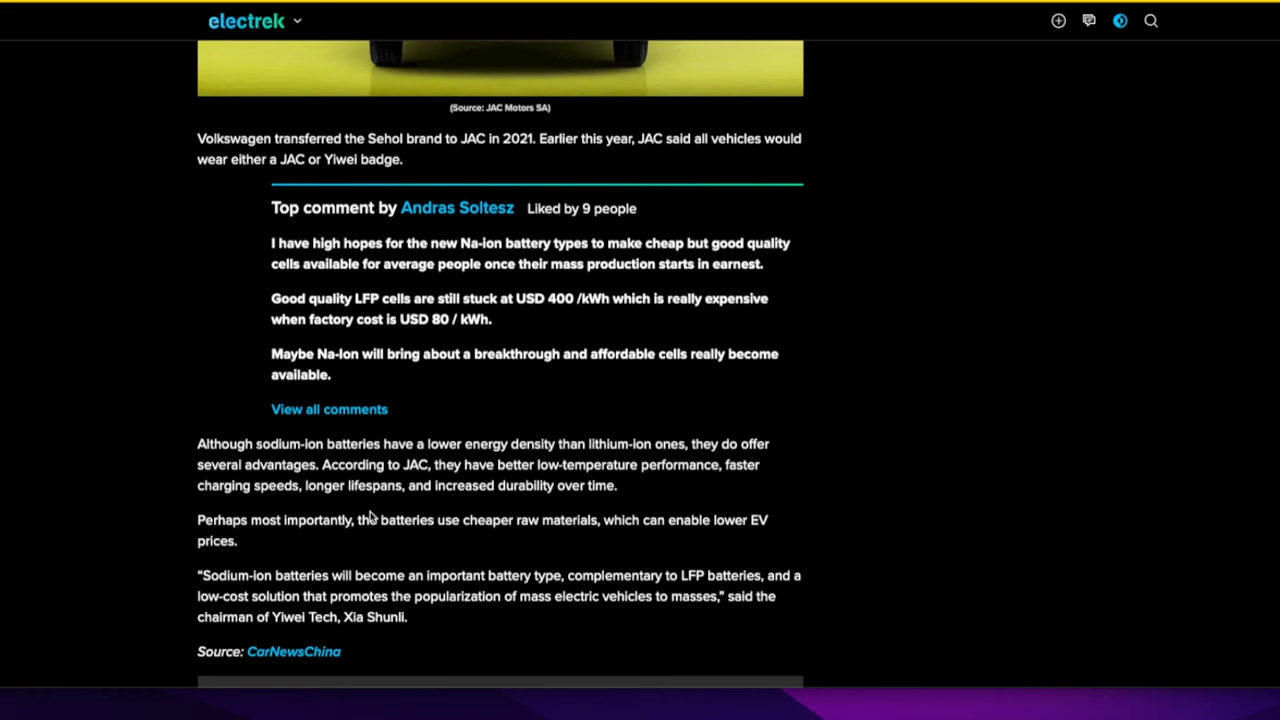 electrek
(Source: JAC Motors SA)
Volkswagen transferred the Sehol brand to JAC in 2021. Earlier this year, JAC said all vehicles would
wear either a JAC or Yiwei badge.
Top comment by Andras Soltesz Liked by 9 people
I have high hopes for the new Na-ion battery types to make cheap but good quality
cells available for average people once their mass production starts in earnest.
Good quality LFP cells are still stuck at USD 400 /kWh which is really expensive
when factory cost is USD 80 / kWh.
Maybe Na-Ion will bring about a breakthrough and affordable cells really become
available.
View all comments
Although sodium-ion batteries have a lower energy density than lithium-ion ones, they do offer
several advantages. According to JAC, they have better low-temperature performance, faster
charging speeds, longer lifespans, and increased durability over time.
Perhaps most importantly, the batteries use cheaper raw materials, which can enable lower EV
prices.
“Sodium-ion batteries will become an important battery type, complementary to LFP batteries, and a
low-cost solution that promotes the popularization of mass electric vehicles to masses,” said the
chairman of Yiwei Tech, Xia Shunli.
Source: CarNewsChina